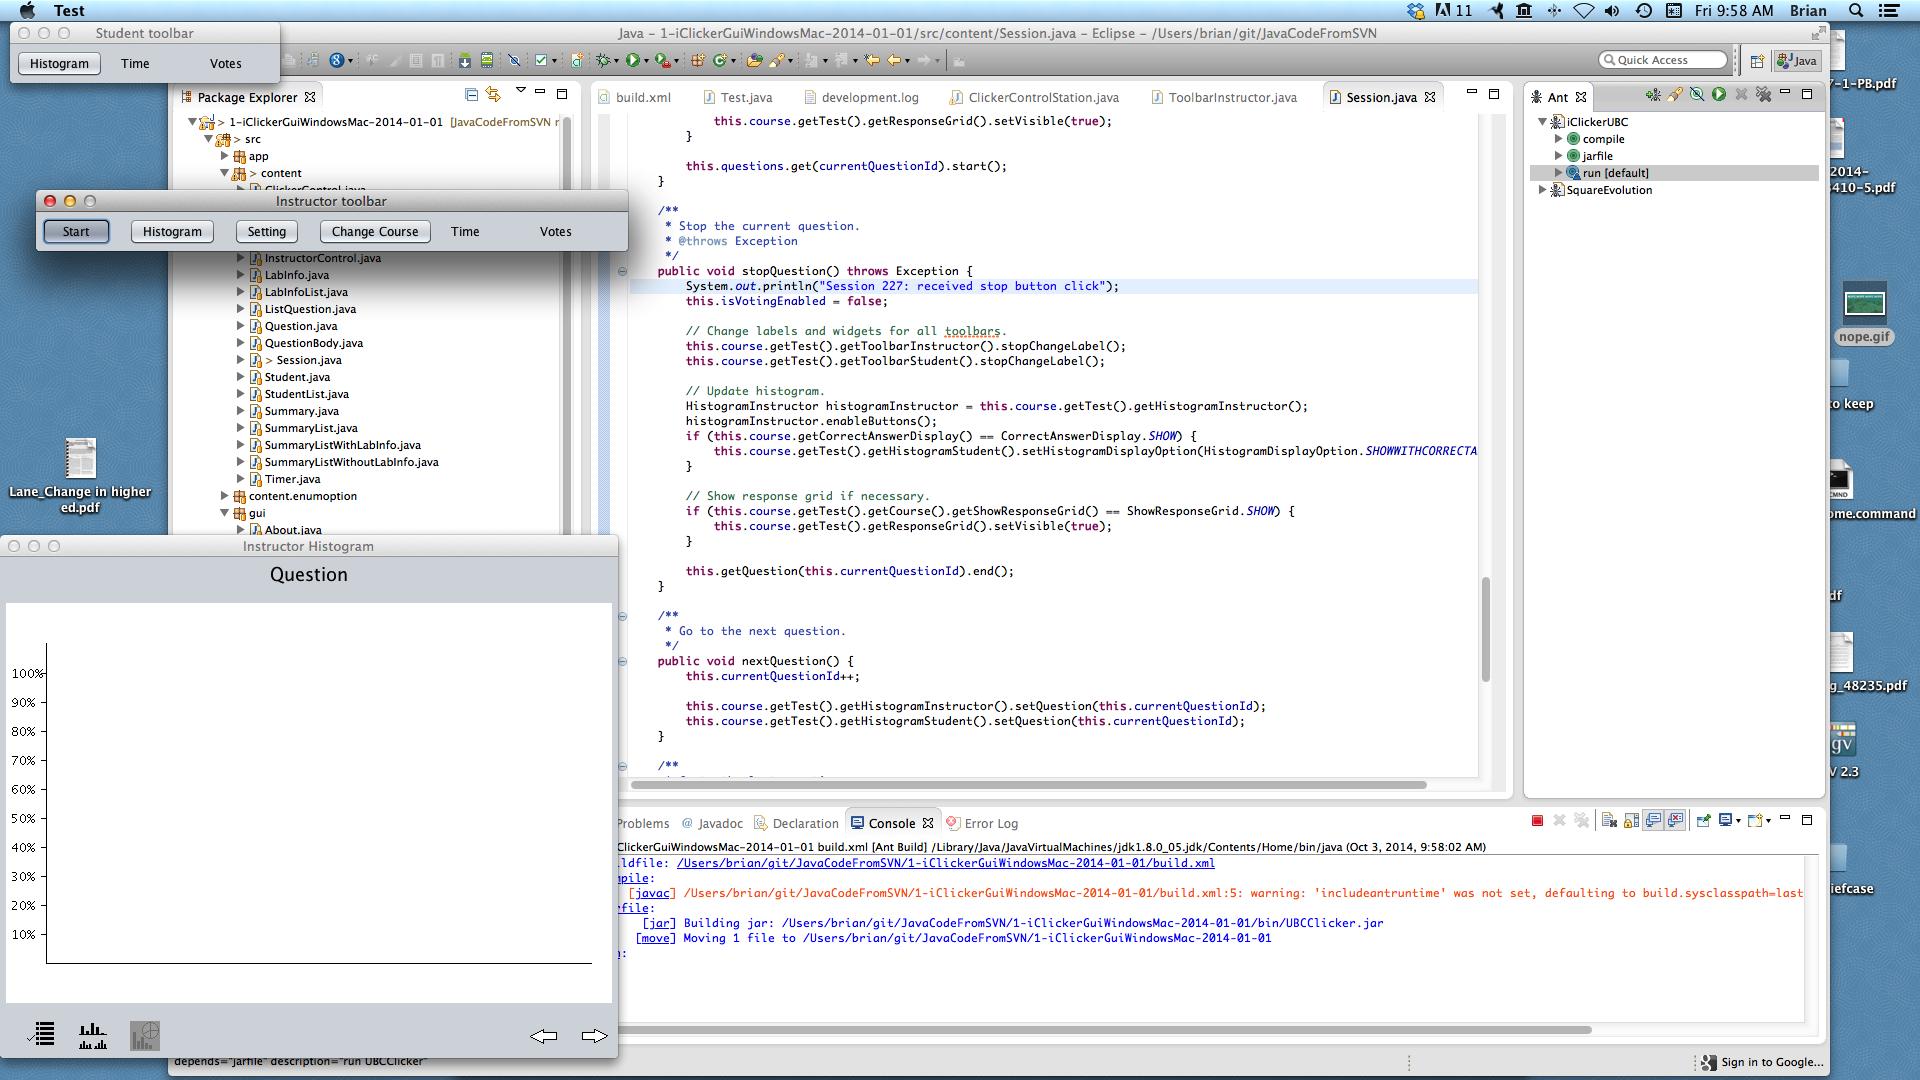 Test
11
Fri 9:58 AM Brian
Student toolbar
Histogram Time Votes
Java - 1-iClickerGuiWindowsMac-2014-01-01/src/content/Session.java - Eclipse - /Users/brian/git/JavaCodeFromSVN
Quick Access
Java
Package Explorer
> 1-iClickerGuiWindowsMac-2014-01-01 [JavaCodeFromSVN
> src
app
> content
Instructor toolbar
Start Histogram Setting Change Course Time Votes
InstructorControl.java
LabInfo.java
LabInfoList.java
ListQuestion.java
Question.java
QuestionBody.java
> Session.java
Student.java
StudentList.java
Summary.java
SummaryList.java
SummaryListWithLabInfo.java
SummaryListWithoutLabInfo.java
Timer.java
content.enumoption
gui
About.java
build.xml Test.java development.log ClickerControlStation.java ToolbarInstructor.java Session.java
this.course.getTest().getResponseGrid().setVisible(true);
}
this.questions.get(currentQuestionId).start();
}
/**
* Stop the current question.
* @throws Exception
*/
public void stopQuestion() throws Exception {
System.out.println("Session 227: received stop button click");
this.isVotingEnabled = false;
// Change labels and widgets for all toolbars.
this.course.getTest().getToolbarInstructor().stopChangeLabel();
this.course.getTest().getToolbarStudent().stopChangeLabel();
// Update histogram.
HistogramInstructor histogramInstructor = this.course.getTest().getHistogramInstructor();
histogramInstructor.enableButtons();
if (this.course.getCorrectAnswerDisplay() == CorrectAnswerDisplay.SHOW) {
this.course.getTest().getHistogramStudent().setHistogramDisplayOption(HistogramDisplayOption.SHOWWITHCORRECTA
}
// Show response grid if necessary.
if (this.course.getTest().getCourse().getShowResponseGrid() == ShowResponseGrid.SHOW) {
this.course.getTest().getResponseGrid().setVisible(true);
}
this.getQuestion(this.currentQuestionId).end();
}
/**
* Go to the next question.
*/
public void nextQuestion() {
this.currentQuestionId++;
this.course.getTest().getHistogramInstructor().setQuestion(this.currentQuestionId);
this.course.getTest().getHistogramStudent().setQuestion(this.currentQuestionId);
}
/**
Ant
iClickerUBC
compile
jarfile
run [default]
SquareEvolution
7-1-PB.pdf
2014-
3410-5.pdf
nope.gif
to keep
CMND
ome.command
df
g_48235.pdf
gv
V 2.3
iefcase
Lane_Change in higher
ed.pdf
Instructor Histogram
Question
100%
90%
80%
70%
60%
50%
40%
30%
20%
10%
Problems @ Javadoc Declaration Console Error Log
ClickerGuiWindowsMac-2014-01-01 build.xml [Ant Build] /Library/Java/JavaVirtualMachines/jdk1.8.0_05.jdk/Contents/Home/bin/java (Oct 3, 2014, 9:58:02 AM)
ldfile: /Users/brian/git/JavaCodeFromSVN/1-iClickerGuiWindowsMac-2014-01-01/build.xml
mpile:
[javac] /Users/brian/git/JavaCodeFromSVN/1-iClickerGuiWindowsMac-2014-01-01/build.xml:5: warning: 'includeantruntime' was not set, defaulting to build.sysclasspath=last
rfile:
[jar] Building jar: /Users/brian/git/JavaCodeFromSVN/1-iClickerGuiWindowsMac-2014-01-01/bin/UBCClicker.jar
[move] Moving 1 file to /Users/brian/git/JavaCodeFromSVN/1-iClickerGuiWindowsMac-2014-01-01
n:
depends="jarfile" description="run UBCClicker"
Sign in to Google...